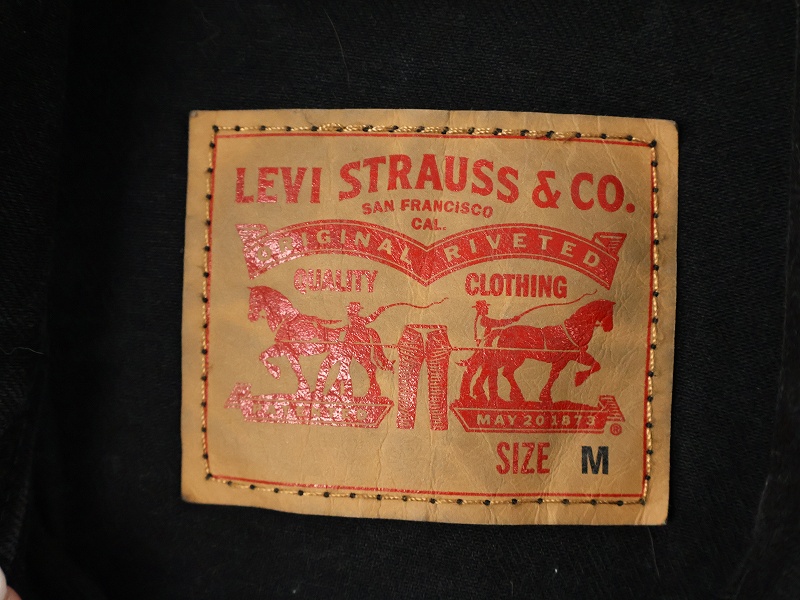 LEVI STRAUSS & CO.
SAN FRANCISCO
CAL.
ORIGINAL RIVETED
QUALITY CLOTHING
MAY 20 1873
®
SIZE M